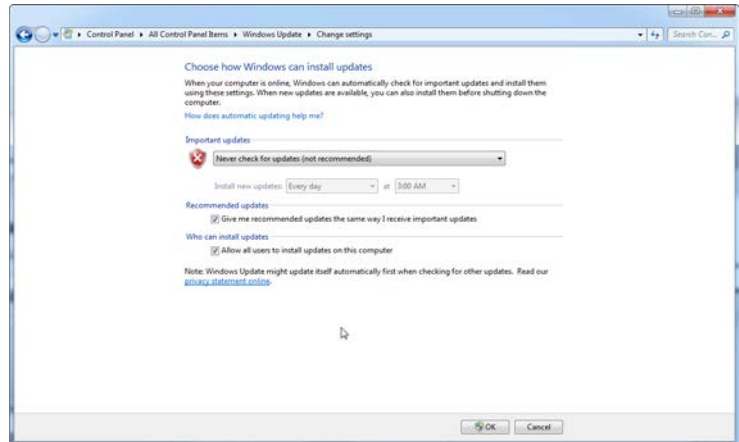 Control Panel ▸ All Control Panel Items ▸ Windows Update ▸ Change settings
Search Con...
Choose how Windows can install updates
When your computer is online, Windows can automatically check for important updates and install them
using these settings. When new updates are available, you can also install them before shutting down the
computer.
How does automatic updating help me?
Important updates
Never check for updates (not recommended)
Install new updates: Every day at 3:00 AM
Recommended updates
Give me recommended updates the same way I receive important updates
Who can install updates
Allow all users to install updates on this computer
Note: Windows Update might update itself automatically first when checking for other updates. Read our
privacy statement online.
OK Cancel